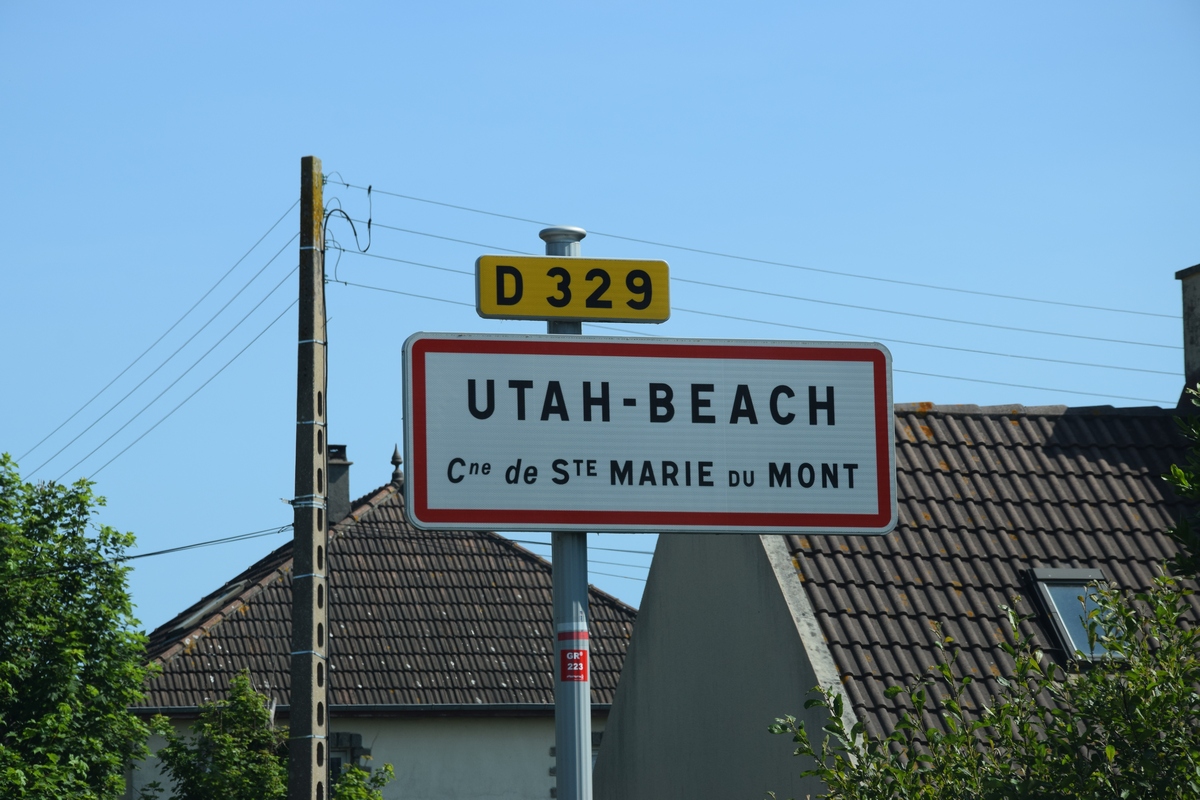 D 329
UTAH-BEACH
Cne de STE MARIE DU MONT
GR®
223